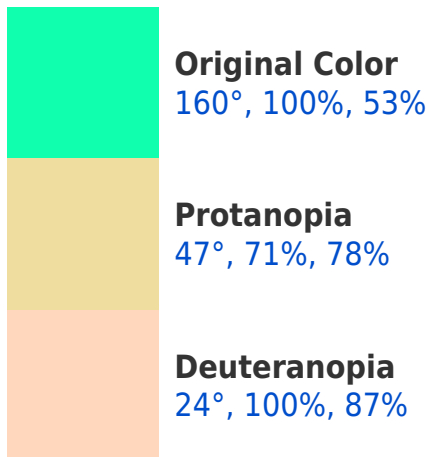 Original Color
160°, 100%, 53%
Protanopia
47°, 71%, 78%
Deuteranopia
24°, 100%, 87%